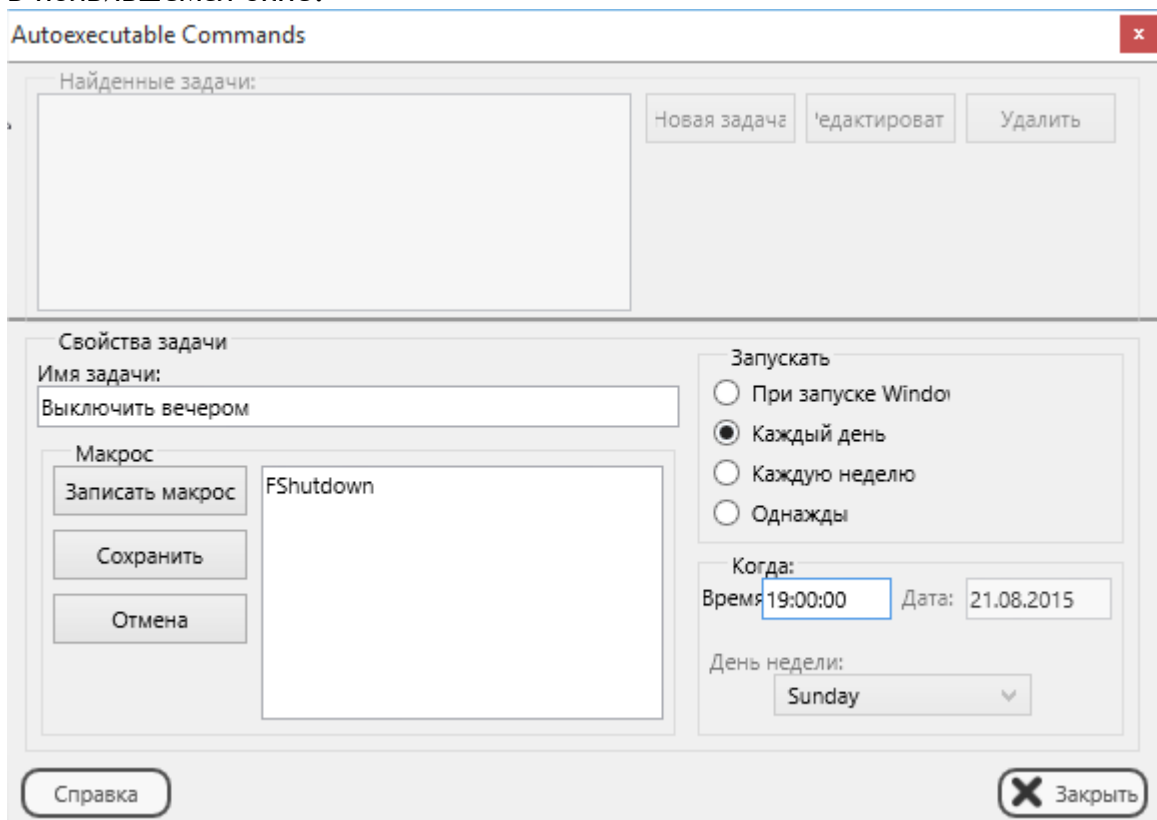 Autoexecutable Commands
x
Найденные задачи:
Новая задача
Редактироват
Удалить
Свойства задачи
Имя задачи:
Выключить вечером
Макрос
Записать макрос
FShutdown
Сохранить
Отмена
Запускать
При запуске Window
Каждый день
Каждую неделю
Однажды
Когда:
Время 19:00:00 Дата: 21.08.2015
День недели:
Sunday
Справка
Закрыть